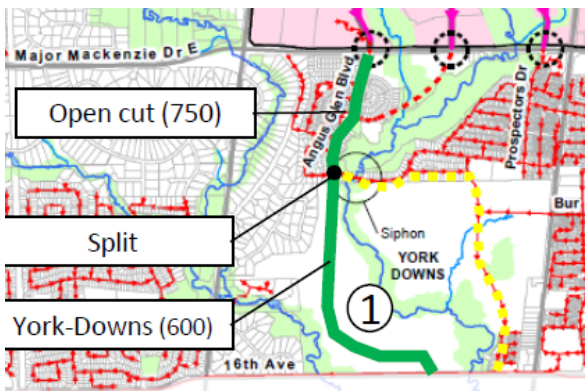 Major Mackenzie Dr E
Open cut (750)
Angus Glen Blvd
Prospectors Dr
Split
Siphon
Bur
YORK
DOWNS
York-Downs (600)
1
16th Ave